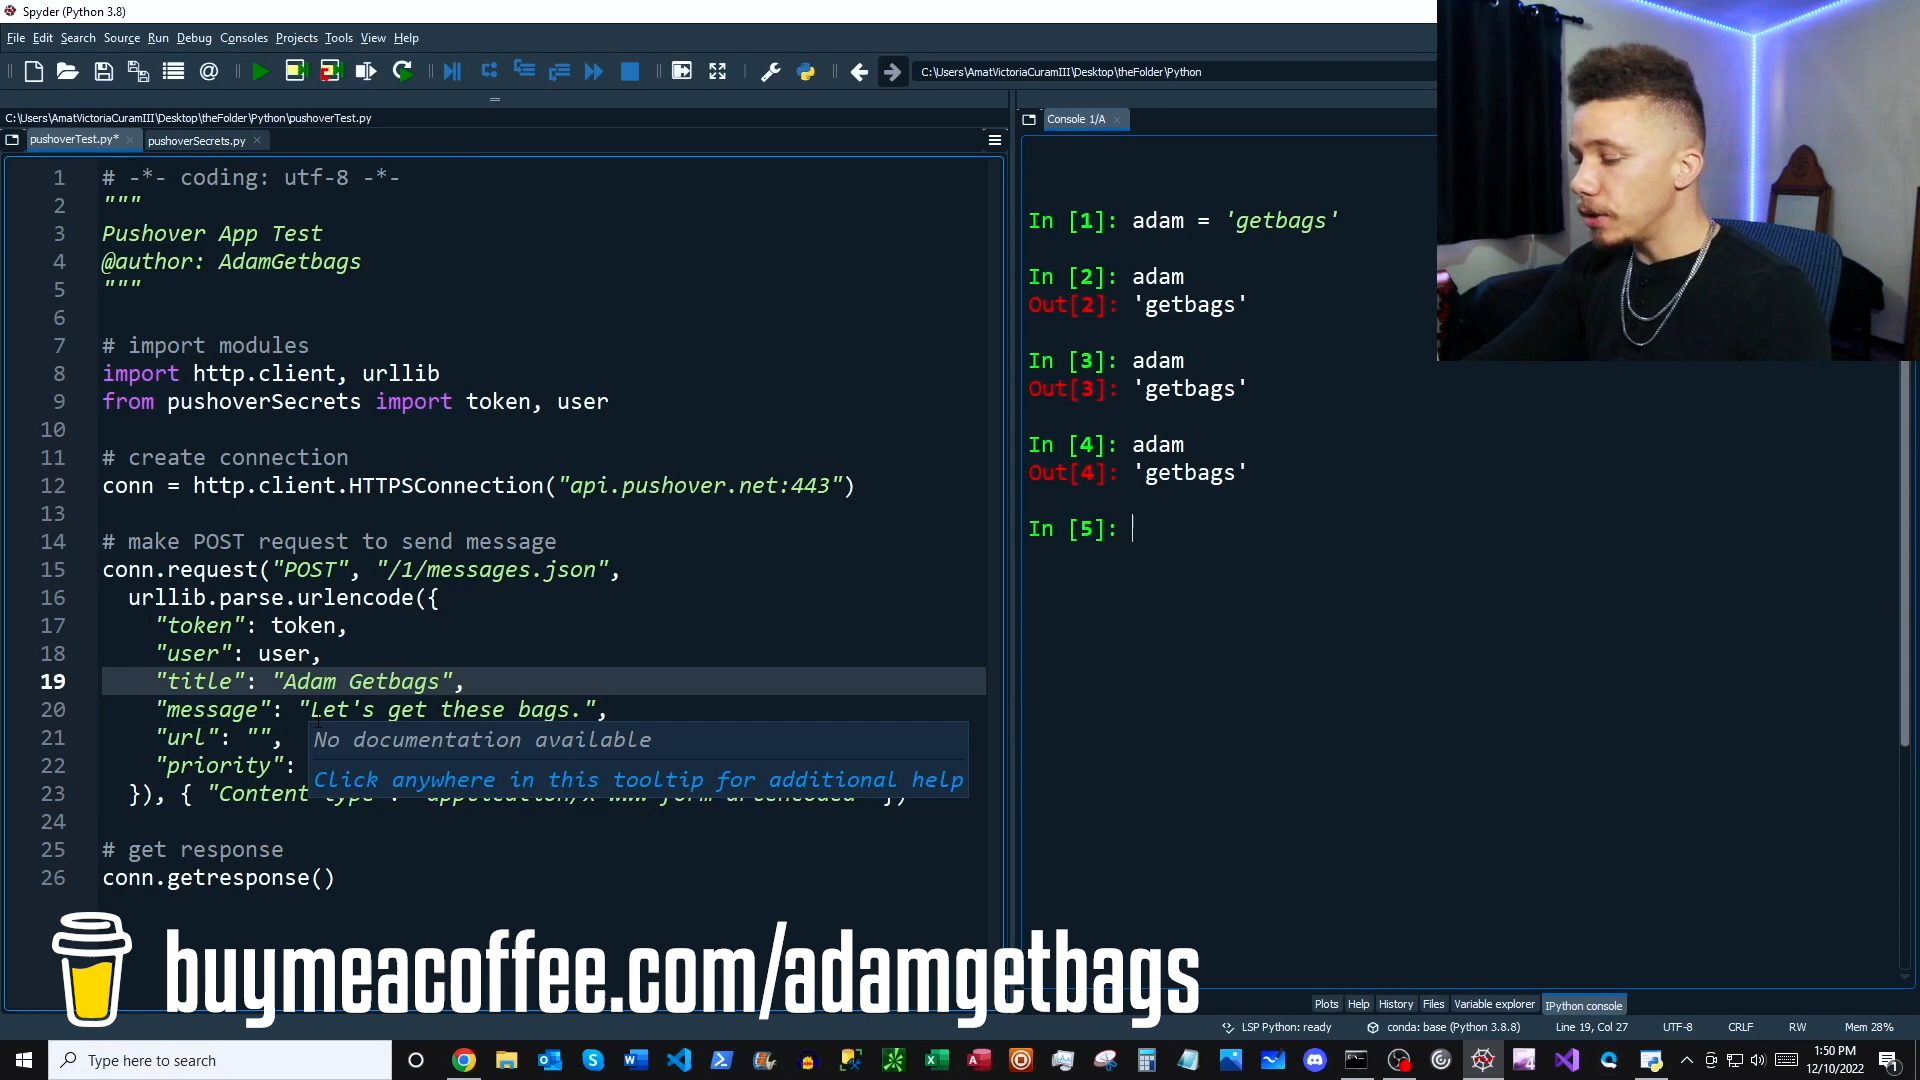 Spyder (Python 3.8)
File Edit Search Source Run Debug Consoles Projects Tools View Help
C:\Users\AmatVictoriaCuramIII\Desktop\theFolder\Python
C:\Users\AmatVictoriaCuramIII\Desktop\theFolder\Python\pushoverTest.py
pushoverTest.py*
pushoverSecrets.py
Console 1/A
1 # -*- coding: utf-8 -*-
2 """
3 Pushover App Test
4 @author: AdamGetbags
5 """
6
7 # import modules
8 import http.client, urllib
9 from pushoverSecrets import token, user
10
11 # create connection
12 conn = http.client.HTTPSConnection("api.pushover.net:443")
13
14 # make POST request to send message
15 conn.request("POST", "/1/messages.json",
16 urllib.parse.urlencode({
17 "token": token,
18 "user": user,
19 "title": "Adam Getbags",
20 "message": "Let's get these bags.",
21 "url": "",
22 "priority":
23 }), { "Content
24
25 # get response
26 conn.getresponse()
No documentation available
Click anywhere in this tooltip for additional help
In [1]: adam = 'getbags'
In [2]: adam
Out[2]: 'getbags'
In [3]: adam
Out[3]: 'getbags'
In [4]: adam
Out[4]: 'getbags'
In [5]:
buymeacoffee.com/adamgetbags
Plots Help History Files Variable explorer IPython console
LSP Python: ready conda: base (Python 3.8.8) Line 19, Col 27 UTF-8 CRLF RW Mem 28%
Type here to search
1:50 PM
12/10/2022